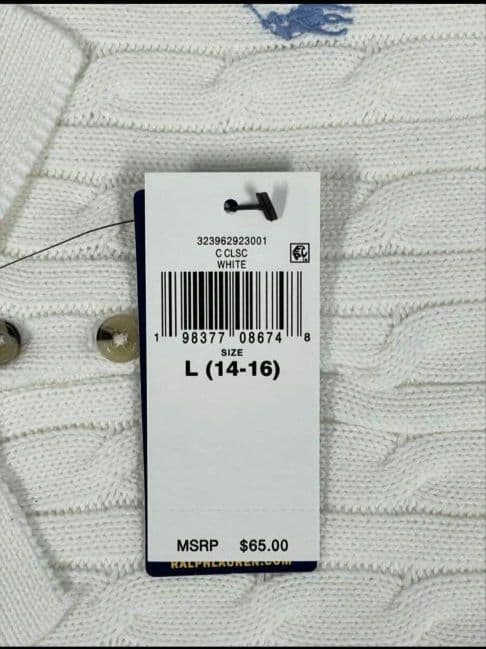 323962923001
C CLSC
WHITE
1 98377 08674 8
SIZE
L (14-16)
MSRP $65.00
RALPHLAUREN.COM